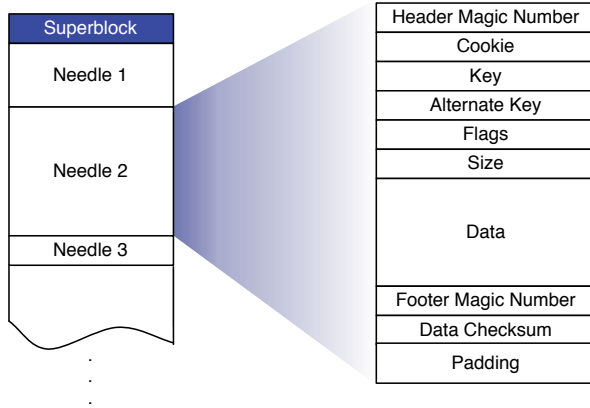 Superblock
Needle 1
Needle 2
Needle 3
.
.
.
Header Magic Number
Cookie
Key
Alternate Key
Flags
Size
Data
Footer Magic Number
Data Checksum
Padding